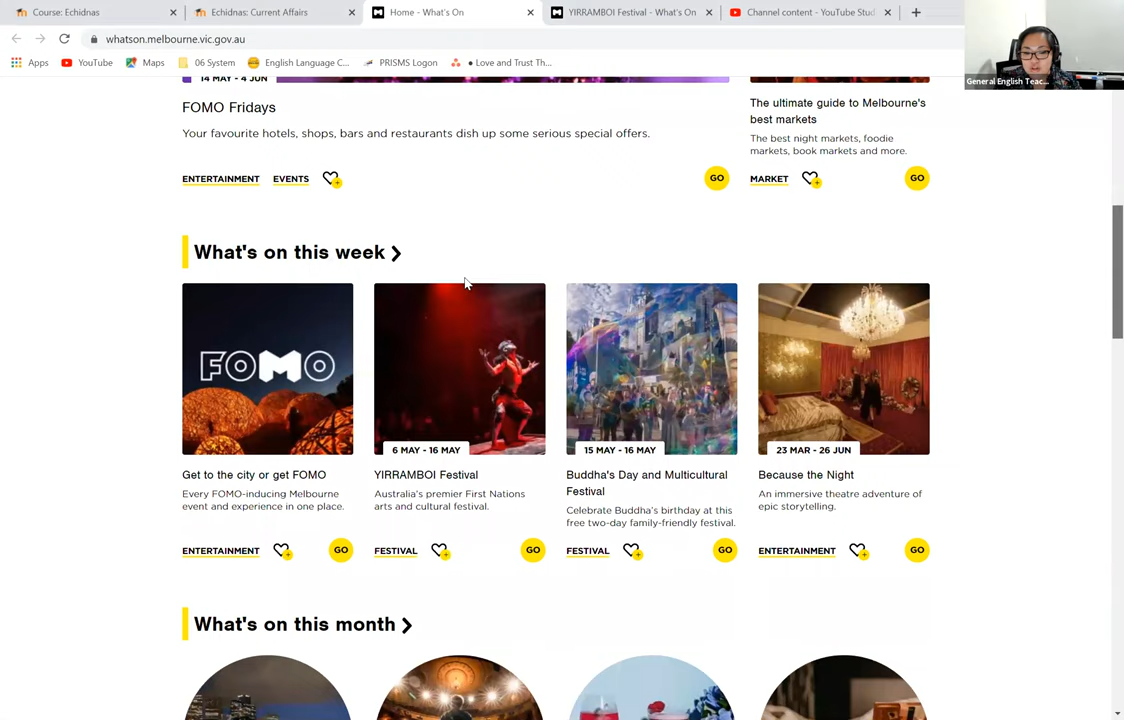 Course: Echidnas
Echidnas: Current Affairs
Home - What's On
YIRRAMBOI Festival - What's On
Channel content - YouTube Stud
whatson.melbourne.vic.gov.au
Apps
YouTube
Maps
06 System
English Language C...
PRISMS Logon
• Love and Trust Th...
General English Teac...
14 MAY - 4 JUN
FOMO Fridays
Your favourite hotels, shops, bars and restaurants dish up some serious special offers.
ENTERTAINMENT EVENTS GO
The ultimate guide to Melbourne's
best markets
The best night markets, foodie
markets, book markets and more.
MARKET GO
What's on this week
FOMO
Get to the city or get FOMO
Every FOMO-inducing Melbourne
event and experience in one place.
ENTERTAINMENT GO
6 MAY - 16 MAY
YIRRAMBOI Festival
Australia's premier First Nations
arts and cultural festival.
FESTIVAL GO
15 MAY - 16 MAY
Buddha's Day and Multicultural
Festival
Celebrate Buddha's birthday at this
free two-day family-friendly festival.
FESTIVAL GO
23 MAR - 26 JUN
Because the Night
An immersive theatre adventure of
epic storytelling.
ENTERTAINMENT GO
What's on this month